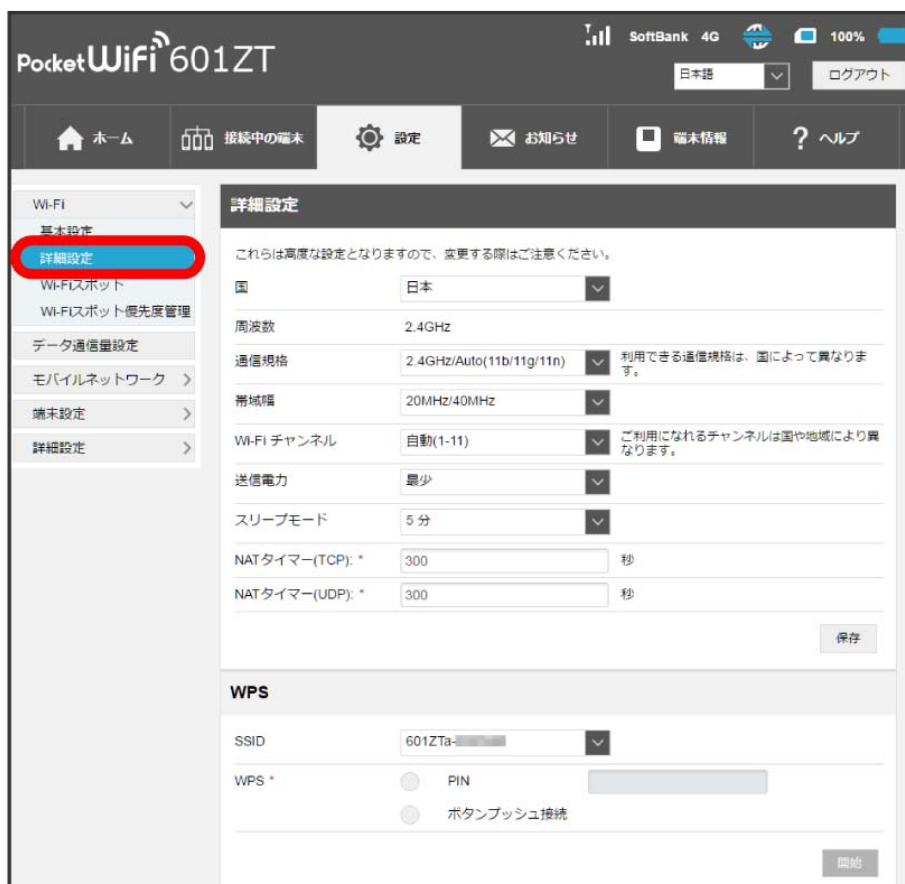 SoftBank 4G 100%
Pocket WiFi 601ZT
日本語 ログアウト
ホーム 接続中の端末 設定 お知らせ 端末情報 ? ヘルプ
Wi-Fi
基本設定
詳細設定
Wi-Fiスポット
Wi-Fiスポット優先度管理
データ通信量設定
モバイルネットワーク
端末設定
詳細設定
詳細設定
これらは高度な設定となりますので、変更する際はご注意ください。
国 日本
周波数 2.4GHz
通信規格 2.4GHz/Auto(11b/11g/11n) 利用できる通信規格は、国によって異なりま
す。
帯域幅 20MHz/40MHz
Wi-Fi チャンネル 自動(1-11) ご利用になれるチャンネルは国や地域により異
なります。
送信電力 最少
スリープモード 5 分
NATタイマー(TCP): * 300 秒
NATタイマー(UDP): * 300 秒
保存
WPS
SSID 601ZTa-
WPS * PIN
ボタンプッシュ接続
開始